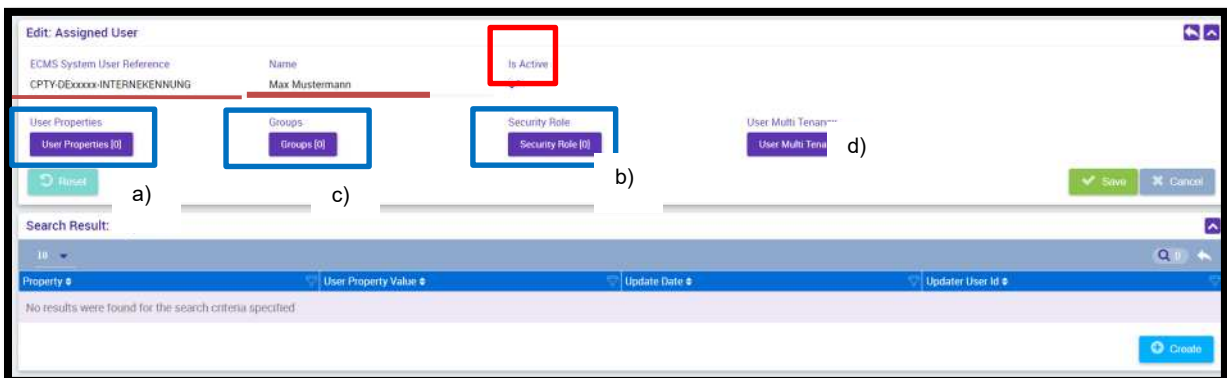 Edit: Assigned User
ECMS System User Reference Name Is Active
CPTY-DExxxxx-INTERNEKENNUNG Max Mustermann
User Properties Groups Security Role User Multi
User Properties [0] Groups [0] Security Role [0] User Multi
a) c) b) d)
Reset Save Cancel
Search Result:
10 0
Property User Property Value Update Date Updater User Id
No results were found for the search criteria specified
Create